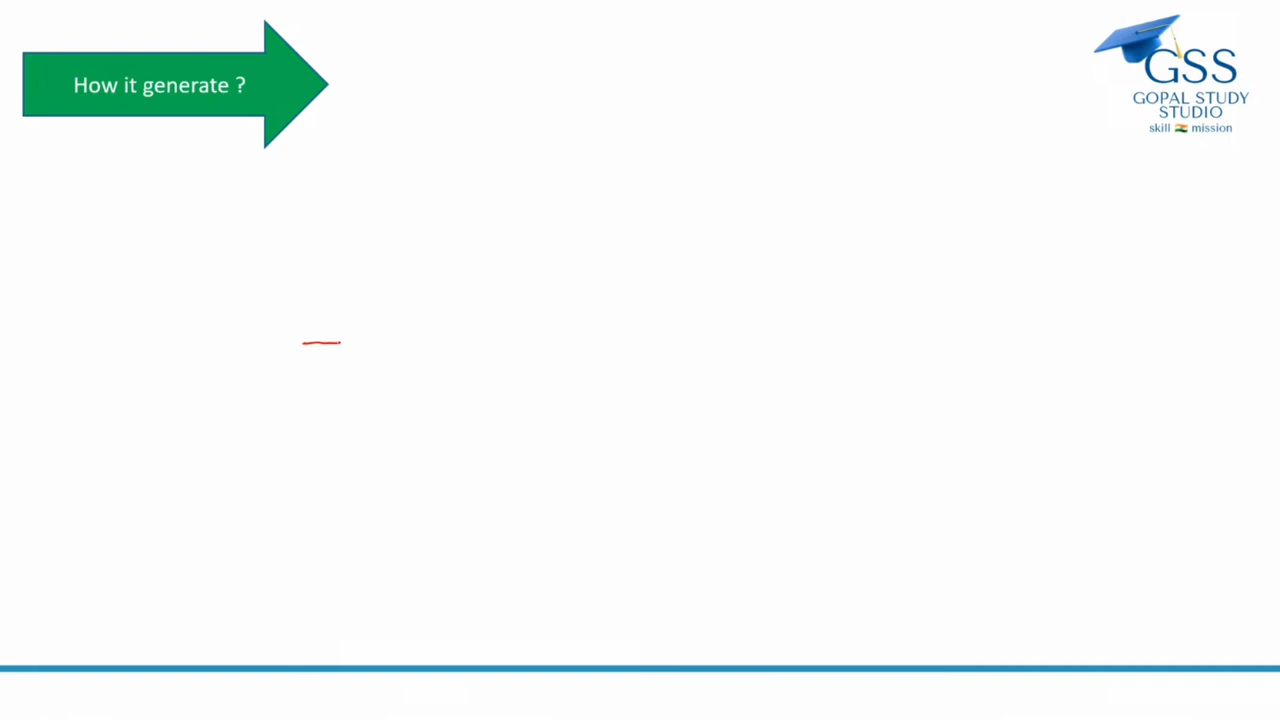 How it generate ?
GSS
GOPAL STUDY
STUDIO
skill 🇮🇳 mission